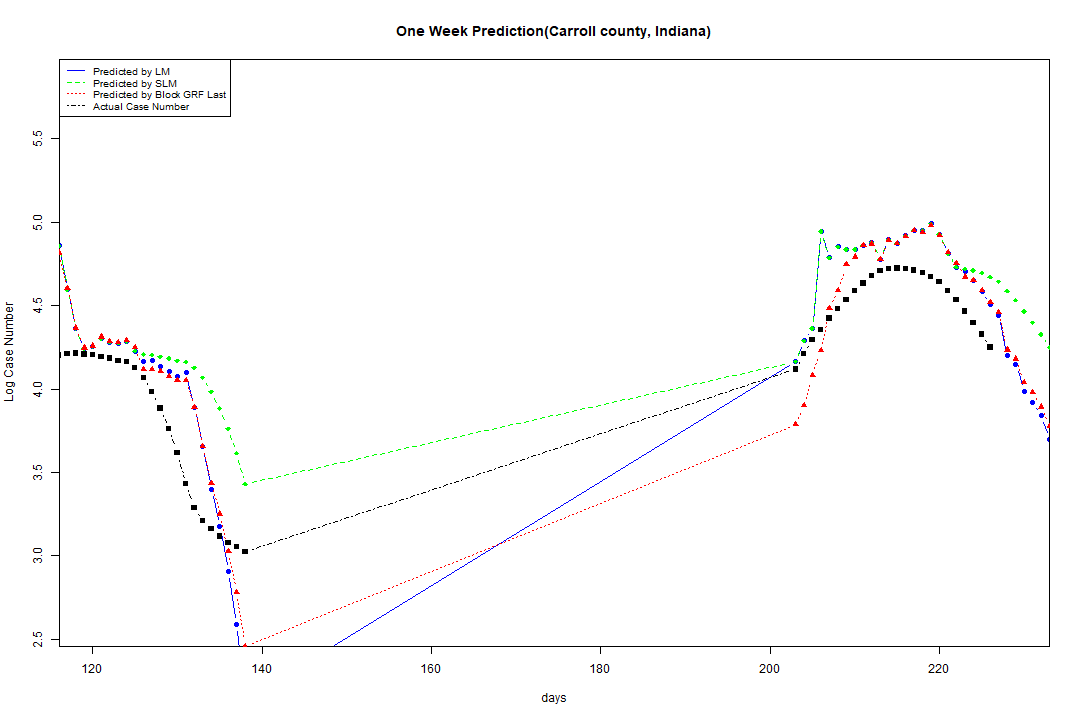 One Week Prediction(Carroll county, Indiana)
Predicted by LM
Predicted by SLM
Predicted by Block GRF Last
Actual Case Number
Log Case Number
5.5
5.0
4.5
4.0
3.5
3.0
2.5
120 140 160 180 200 220
days